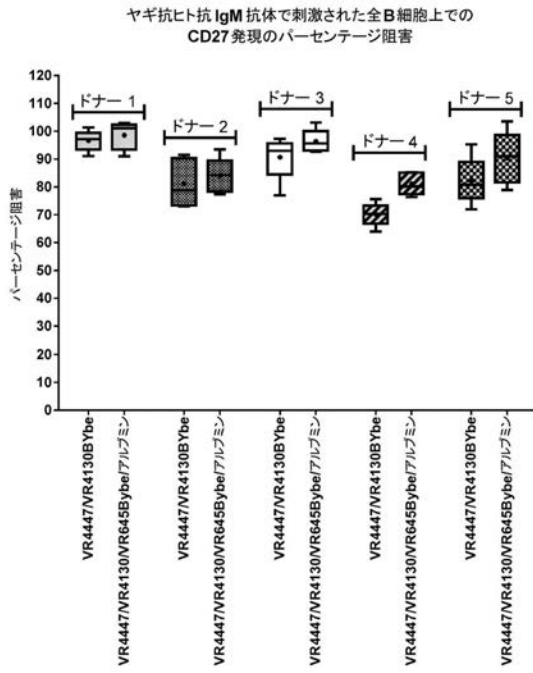 ヤギ抗ヒト抗 IgM 抗体で刺激された全B細胞上での
CD27発現のパーセンテージ阻害
パーセンテージ阻害
120
110
100
90
80
70
60
50
40
30
20
10
0
ドナー 1
ドナー 2
ドナー 3
ドナー 4
ドナー 5
VR4447/VR4130BYbe
VR4447/VR4130/VR645Bybe/アルブミン
VR4447/VR4130BYbe
VR4447/VR4130/VR645Bybe/アルブミン
VR4447/VR4130BYbe
VR4447/VR4130/VR645Bybe/アルブミン
VR4447/VR4130BYbe
VR4447/VR4130/VR645Bybe/アルブミン
VR4447/VR4130BYbe
VR4447/VR4130/VR645Bybe/アルブミン